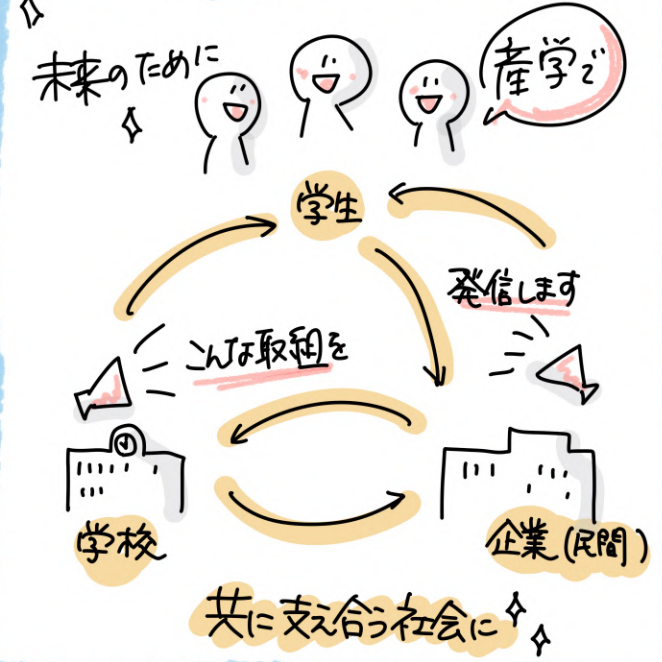 未来のために
産学で
学生
発信します
こんな取組を
学校
企業(民間)
共に支え合う社会に